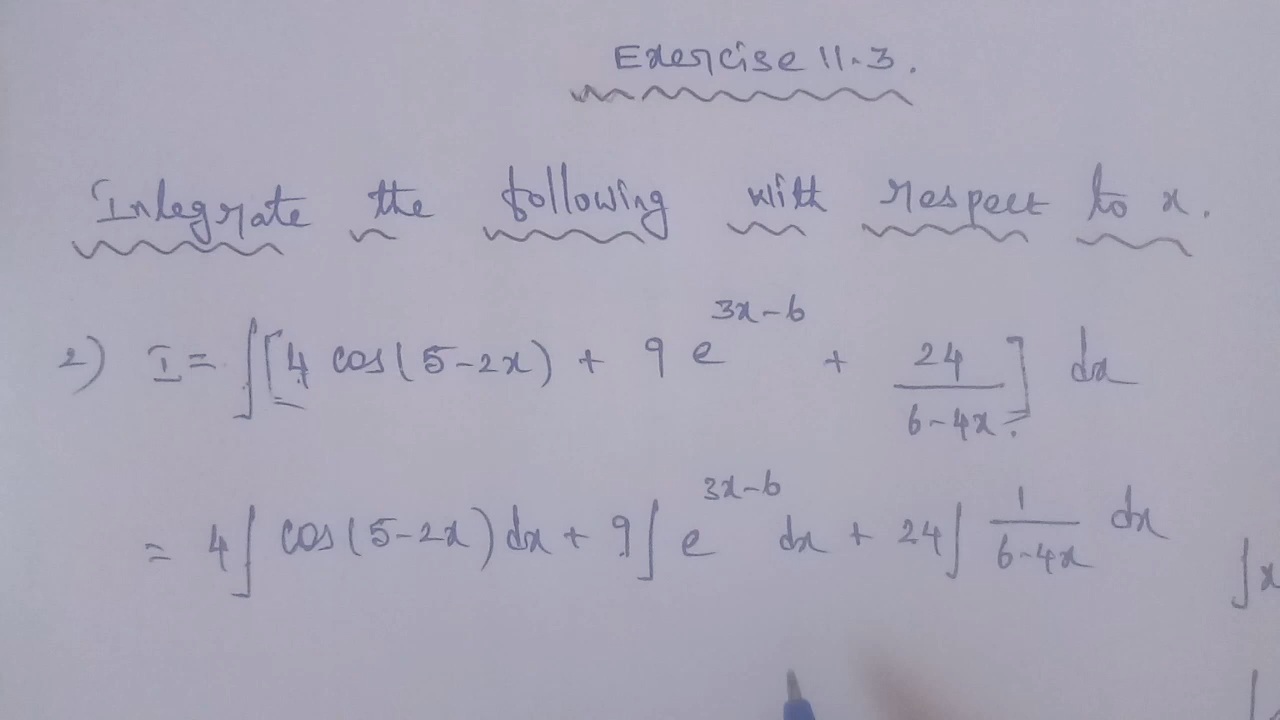 Exercise 11.3.
Integrate the following with respect to x.
2) I = ∫[4 cos(5-2x) + 9 e^{3x-6} + 24/(6-4x)] dx
= 4∫ cos(5-2x) dx + 9∫ e^{3x-6} dx + 24∫ 1/(6-4x) dx
∫x